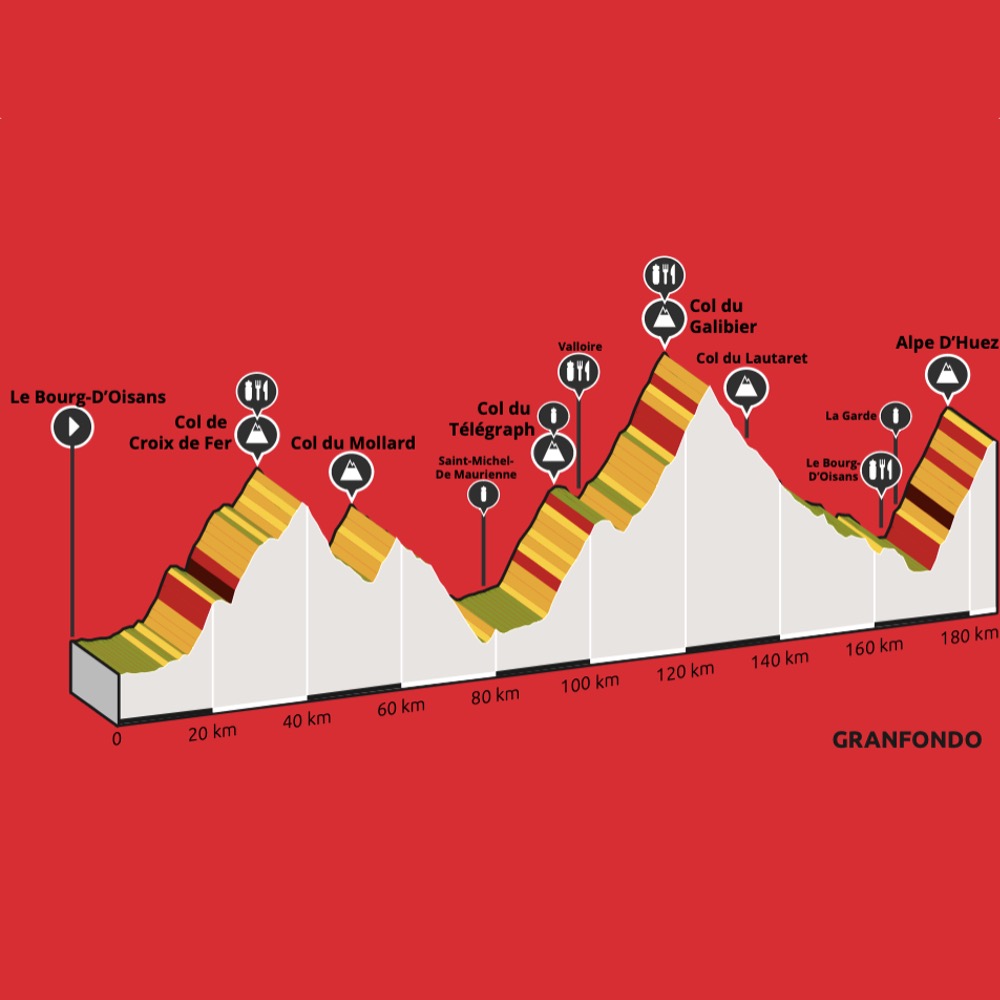 Le Bourg-D'Oisans
Col de
Croix de Fer
Col du Mollard
Saint-Michel-
De Maurienne
Col du
Télégraph
Valloire
Col du
Galibier
Col du Lautaret
La Garde
Le Bourg-
D'Oisans
Alpe D'Huez
0
20 km
40 km
60 km
80 km
100 km
120 km
140 km
160 km
180 km
GRANFONDO